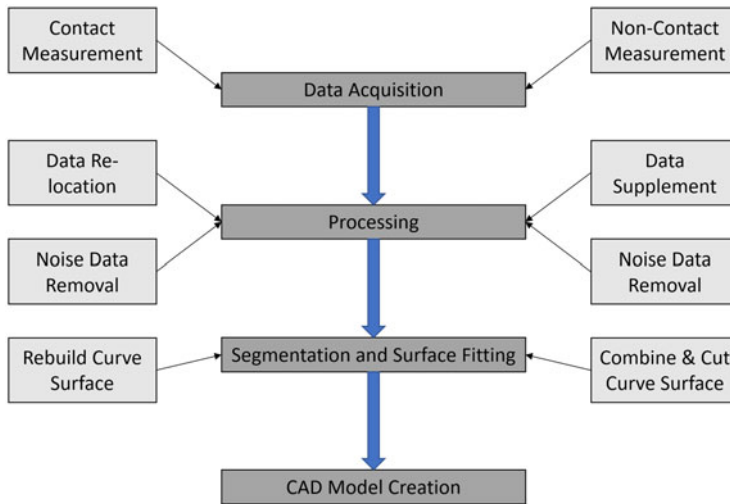 Contact
Measurement
Non-Contact
Measurement
Data Acquisition
Data Re-
location
Data
Supplement
Processing
Noise Data
Removal
Noise Data
Removal
Rebuild Curve
Surface
Segmentation and Surface Fitting
Combine & Cut
Curve Surface
CAD Model Creation